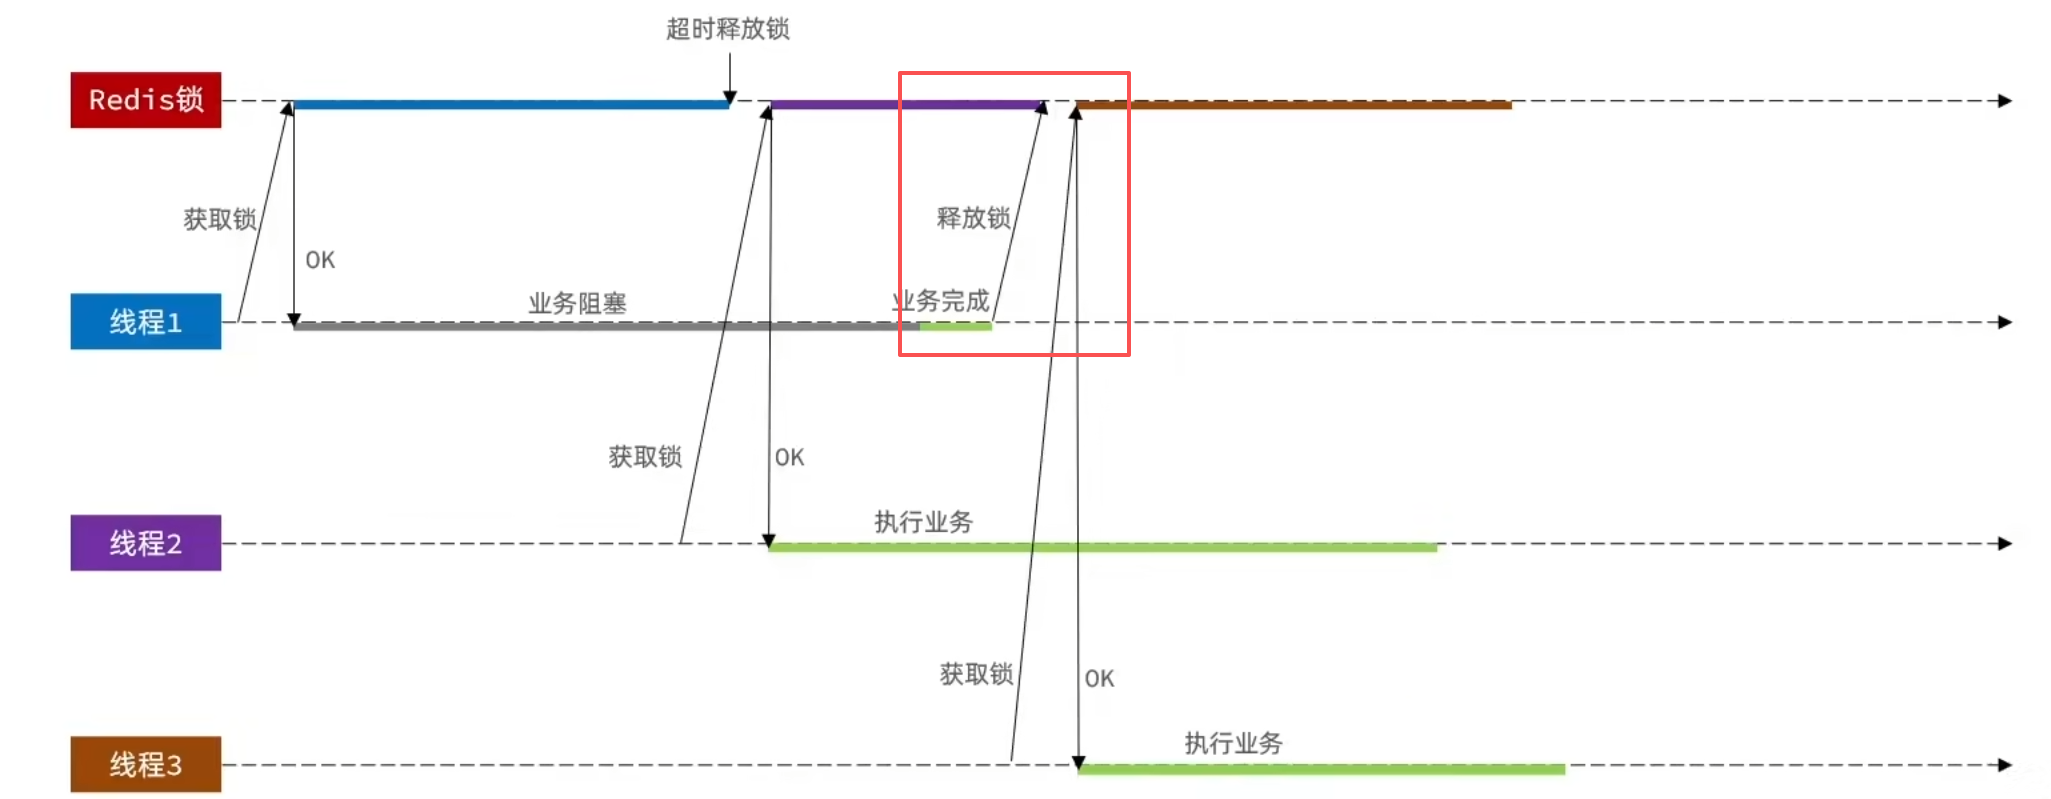 超时释放锁
Redis锁
获取锁
释放锁
OK
业务阻塞
业务完成
线程1
获取锁
OK
执行业务
线程2
获取锁
OK
执行业务
线程3